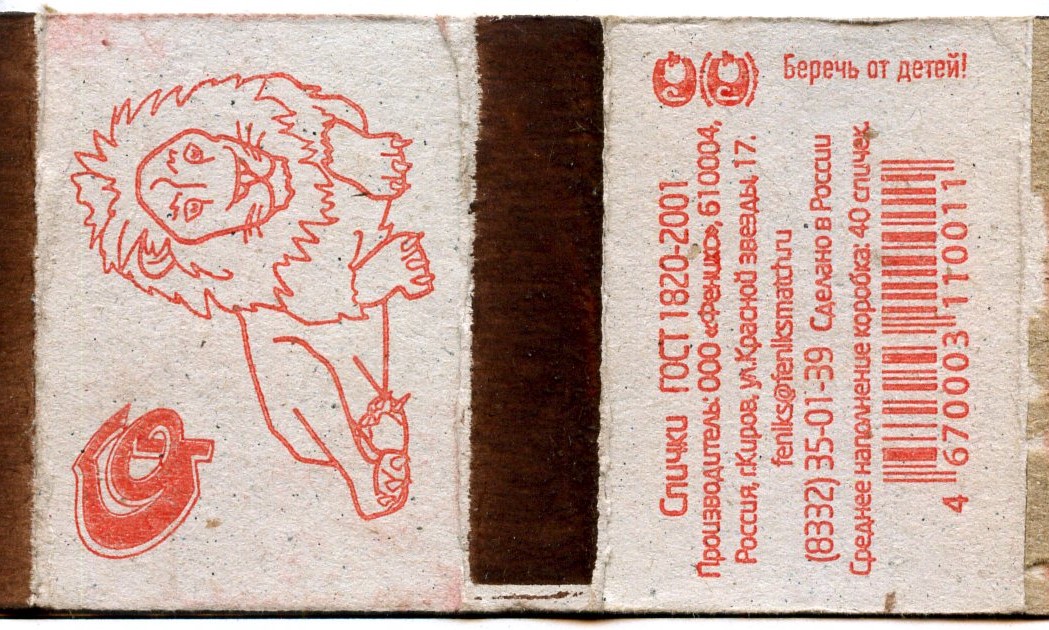 Беречь от детей!
Спички ГОСТ 1820-2001
Производитель: ООО «Феникс», 610004,
Россия, г.Киров, ул.Красной звезды, 17.
feniks@feniksmatch.ru
(8332) 35-01-39 Сделано в России
Среднее наполнение коробка: 40 спичек.
4 670003 110011